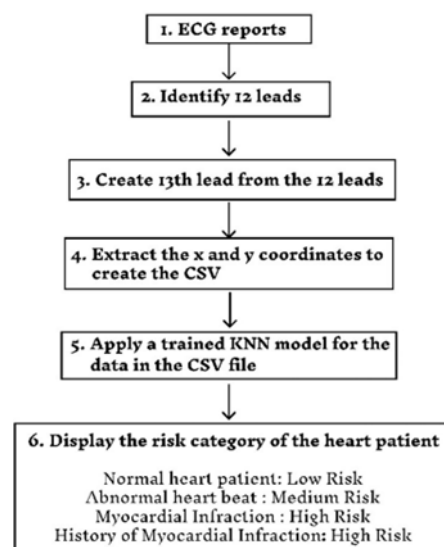 1. ECG reports
2. Identify 12 leads
3. Create 13th lead from the 12 leads
4. Extract the x and y coordinates to
create the CSV
5. Apply a trained KNN model for the
data in the CSV file
6. Display the risk category of the heart patient
Normal heart patient: Low Risk
Abnormal heart beat : Medium Risk
Myocardial Infraction : High Risk
History of Myocardial Infraction: High Risk